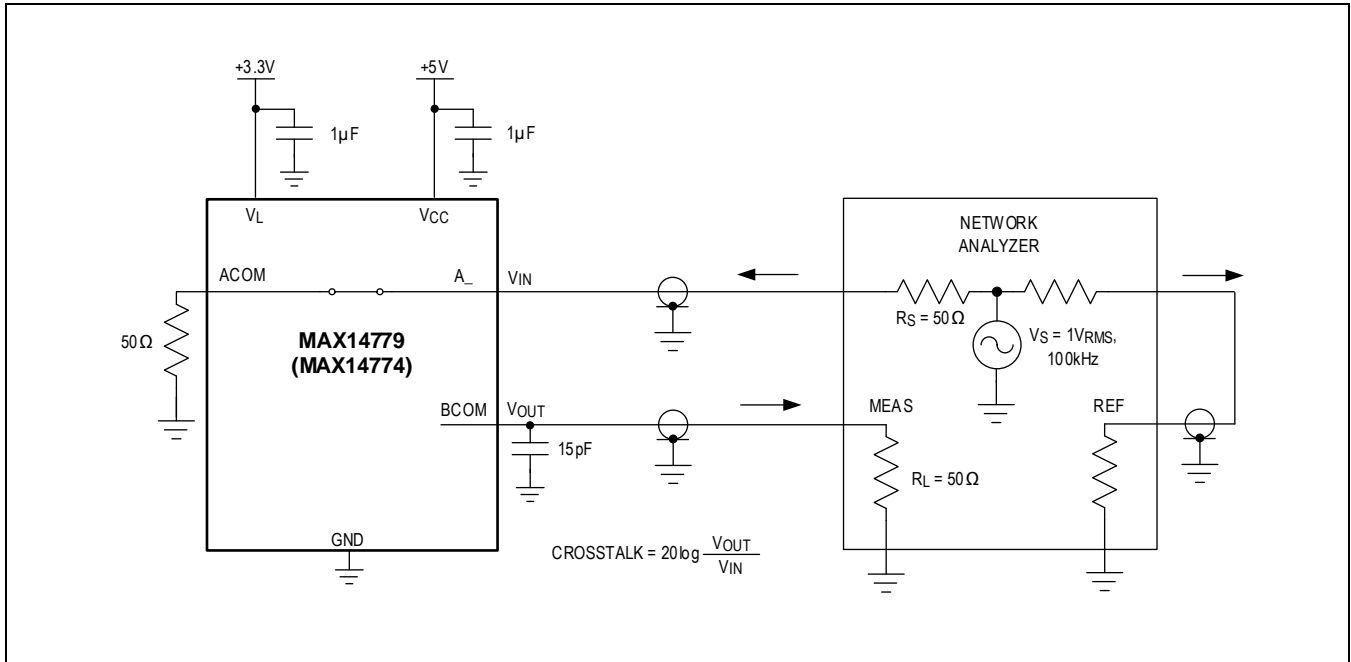 +3.3V
+5V
1µF
1µF
VL
VCC
NETWORK
ANALYZER
ACOM
A_
VIN
RS = 50Ω
VS = 1VRMS,
100kHz
50Ω
MAX14779
(MAX14774)
BCOM
VOUT
MEAS
REF
15pF
RL = 50Ω
GND
CROSSTALK = 20log VOUT
VIN